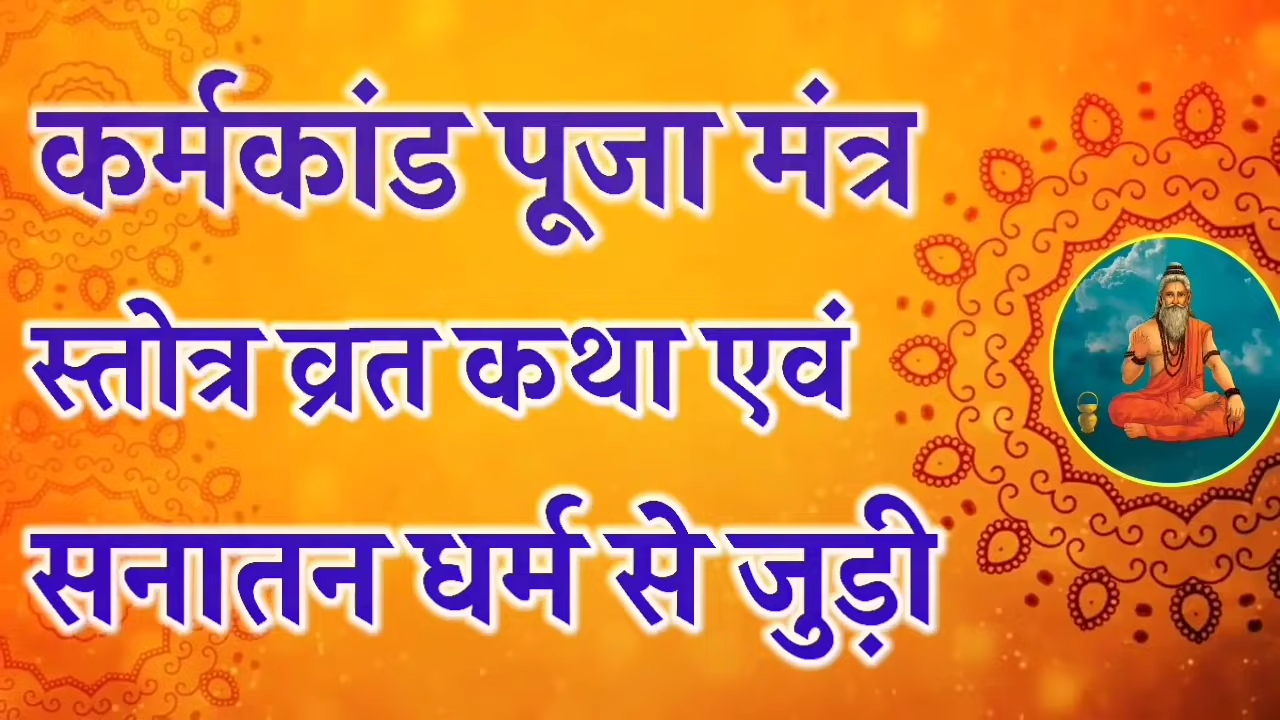 कर्मकांड पूजा मंत्र
स्तोत्र व्रत कथा एवं
सनातन धर्म से जुड़ी